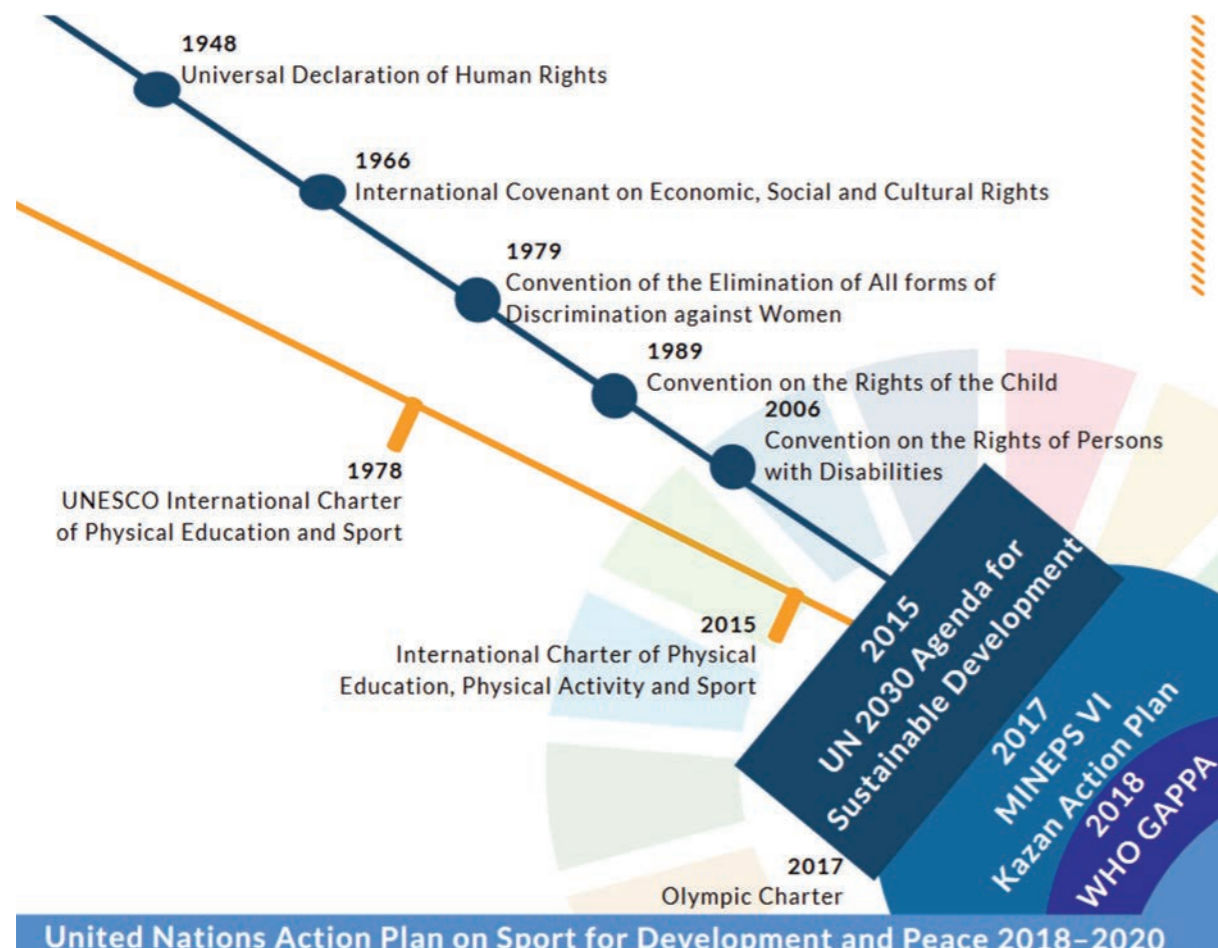 1948
Universal Declaration of Human Rights
1966
International Covenant on Economic, Social and Cultural Rights
1979
Convention of the Elimination of All forms of
Discrimination against Women
1989
Convention on the Rights of the Child
2006
Convention on the Rights of Persons
with Disabilities
1978
UNESCO International Charter
of Physical Education and Sport
2015
International Charter of Physical
Education, Physical Activity and Sport
2015
UN 2030 Agenda for
Sustainable Development
2017
MINEPS VI
Kazan Action Plan
2018
WHO GAPPA
2017
Olympic Charter
United Nations Action Plan on Sport for Development and Peace 2018–2020